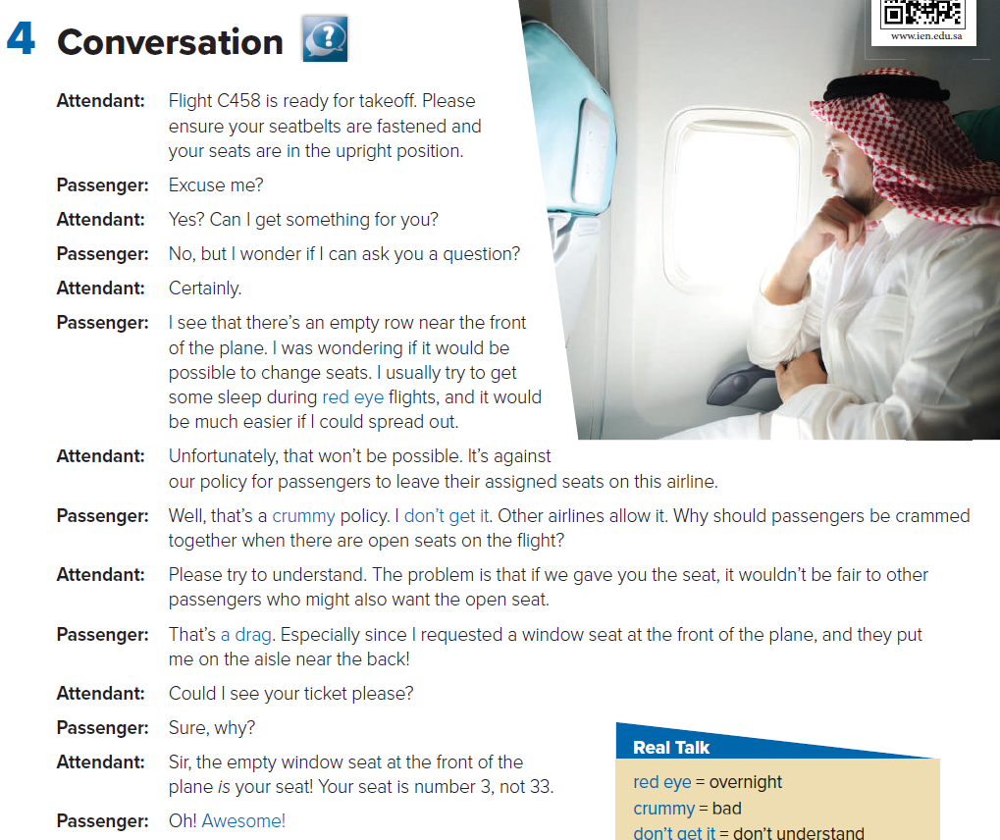 www.ien.edu.sa
4 Conversation
Attendant: Flight C458 is ready for takeoff. Please
ensure your seatbelts are fastened and
your seats are in the upright position.
Passenger: Excuse me?
Attendant: Yes? Can I get something for you?
Passenger: No, but I wonder if I can ask you a question?
Attendant: Certainly.
Passenger: I see that there's an empty row near the front
of the plane. I was wondering if it would be
possible to change seats. I usually try to get
some sleep during red eye flights, and it would
be much easier if I could spread out.
Attendant: Unfortunately, that won't be possible. It's against
our policy for passengers to leave their assigned seats on this airline.
Passenger: Well, that's a crummy policy. I don't get it. Other airlines allow it. Why should passengers be crammed
together when there are open seats on the flight?
Attendant: Please try to understand. The problem is that if we gave you the seat, it wouldn't be fair to other
passengers who might also want the open seat.
Passenger: That's a drag. Especially since I requested a window seat at the front of the plane, and they put
me on the aisle near the back!
Attendant: Could I see your ticket please?
Passenger: Sure, why?
Attendant: Sir, the empty window seat at the front of the
plane is your seat! Your seat is number 3, not 33.
Passenger: Oh! Awesome!
Real Talk
red eye = overnight
crummy = bad
don't get it = don't understand